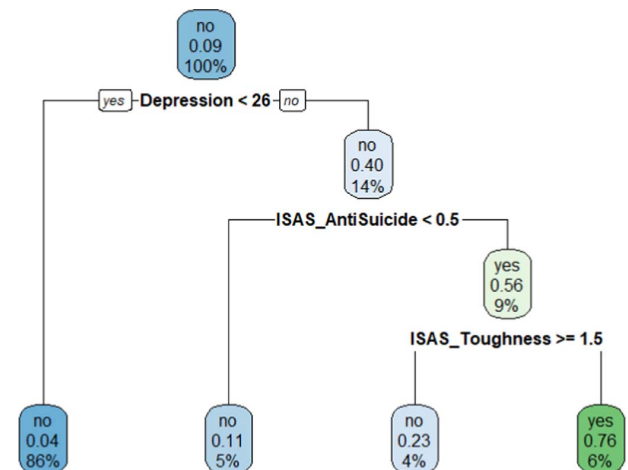 no
0.09
100%
yes Depression < 26 no
no
0.40
14%
ISAS_AntiSuicide < 0.5
yes
0.56
9%
ISAS_Toughness >= 1.5
no
0.04
86%
no
0.11
5%
no
0.23
4%
yes
0.76
6%